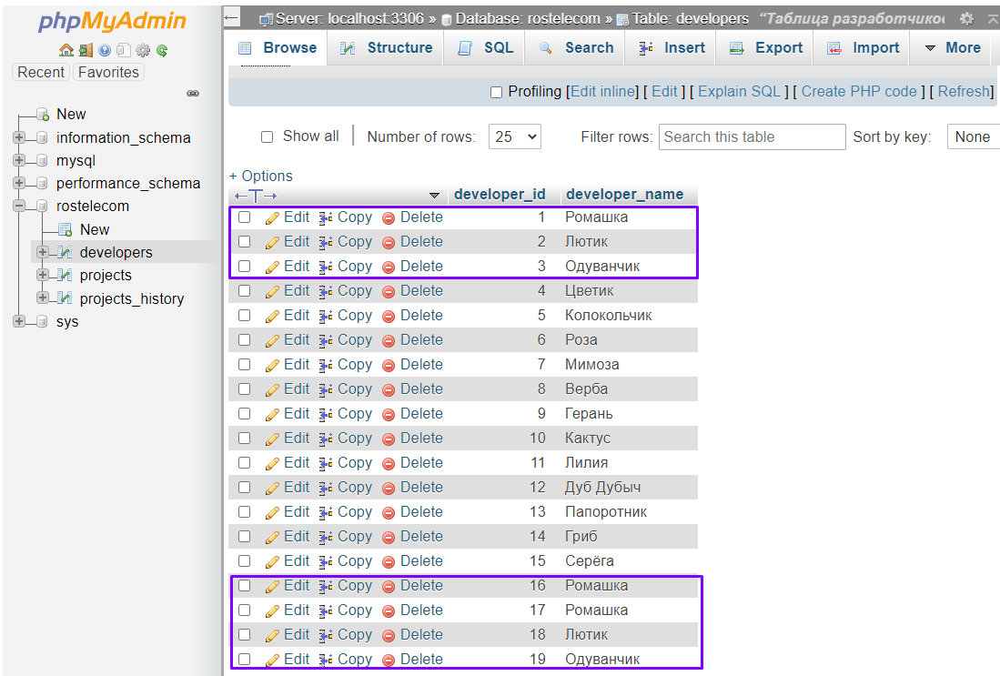 phpMyAdmin
Recent Favorites
New
information_schema
mysql
performance_schema
rostelecom
New
developers
projects
projects_history
sys
Server: localhost:3306 » Database: rostelecom » Table: developers "Таблица разработчиков
Browse Structure SQL Search Insert Export Import More
Profiling [Edit inline] [ Edit ] [ Explain SQL ] [ Create PHP code ] [ Refresh]
Show all Number of rows: 25 Filter rows: Search this table Sort by key: None
+ Options
←T→ developer_id developer_name
Edit Copy Delete 1 Ромашка
Edit Copy Delete 2 Лютик
Edit Copy Delete 3 Одуванчик
Edit Copy Delete 4 Цветик
Edit Copy Delete 5 Колокольчик
Edit Copy Delete 6 Роза
Edit Copy Delete 7 Мимоза
Edit Copy Delete 8 Верба
Edit Copy Delete 9 Герань
Edit Copy Delete 10 Кактус
Edit Copy Delete 11 Лилия
Edit Copy Delete 12 Дуб Дубыч
Edit Copy Delete 13 Папоротник
Edit Copy Delete 14 Гриб
Edit Copy Delete 15 Серёга
Edit Copy Delete 16 Ромашка
Edit Copy Delete 17 Ромашка
Edit Copy Delete 18 Лютик
Edit Copy Delete 19 Одуванчик